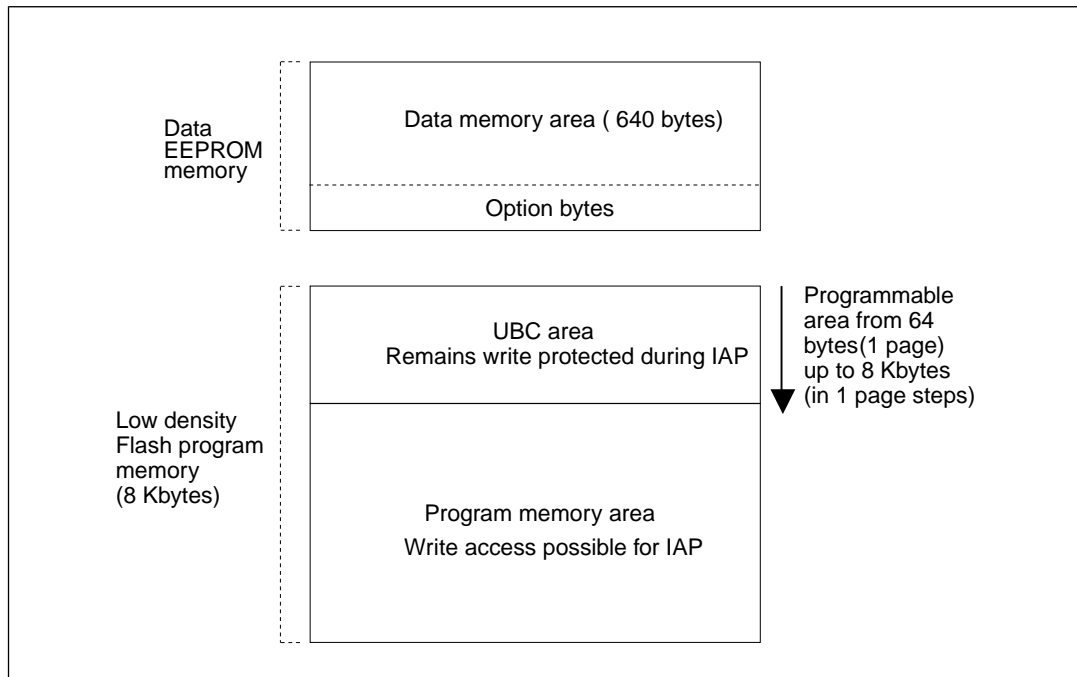 Data
EEPROM
memory
Data memory area ( 640 bytes)
Option bytes
Low density
Flash program
memory
(8 Kbytes)
UBC area
Remains write protected during IAP
Program memory area
Write access possible for IAP
Programmable
area from 64
bytes(1 page)
up to 8 Kbytes
(in 1 page steps)